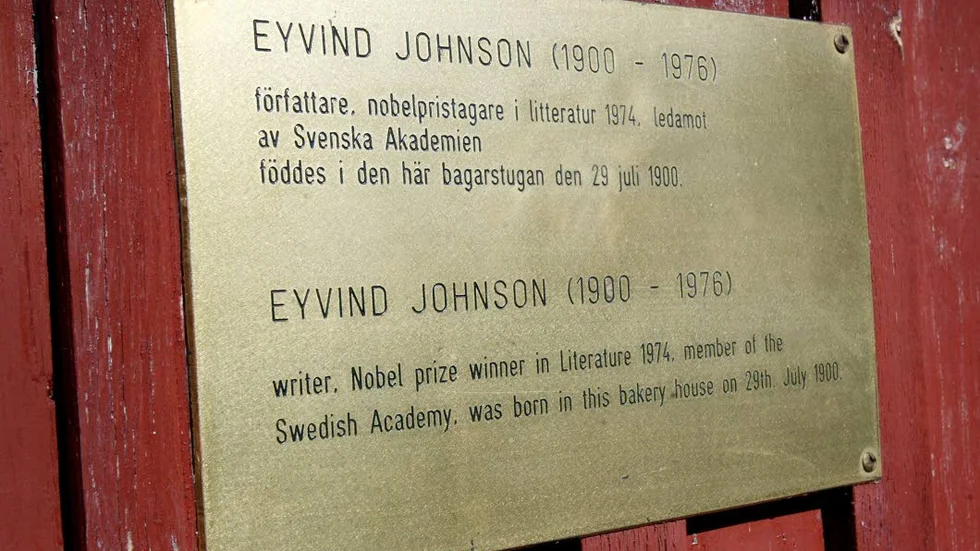 EYVIND JOHNSON (1900 - 1976)
författare, nobelpristagare i litteratur 1974, ledamot
av Svenska Akademien
föddes i den här bagarstugan den 29 juli 1900.
EYVIND JOHNSON (1900 - 1976)
writer, Nobel prize winner in Literature 1974, member of the
Swedish Academy, was born in this bakery house on 29th. July 1900.